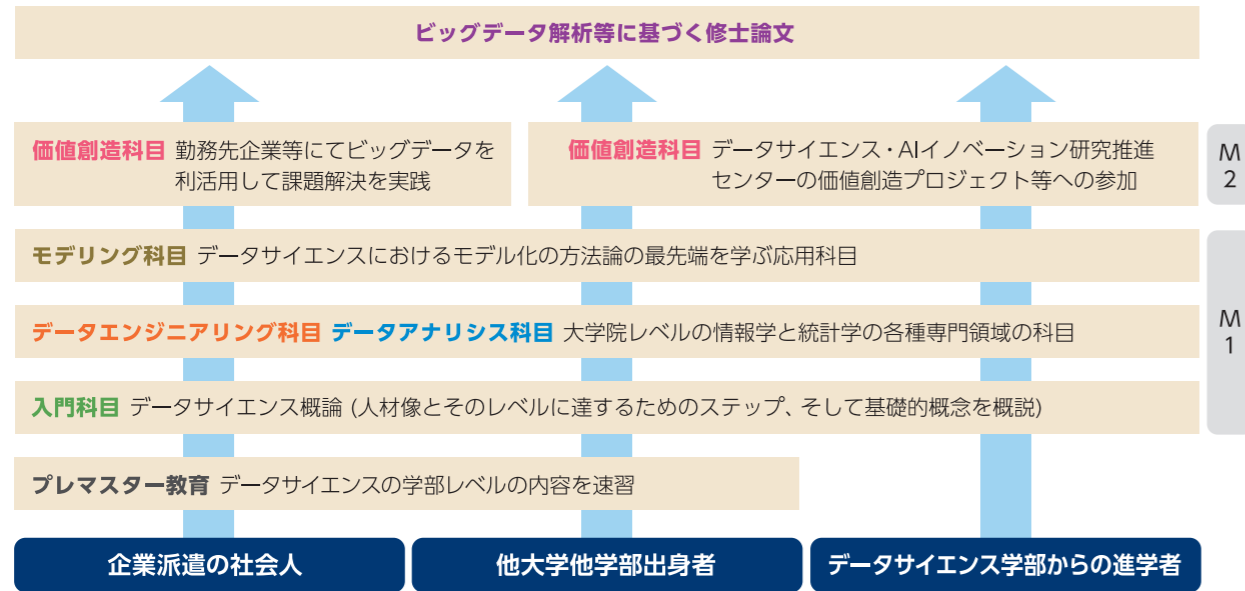 ビッグデータ解析等に基づく修士論文
価値創造科目 勤務先企業等にてビッグデータを
利活用して課題解決を実践
価値創造科目 データサイエンス・AIイノベーション研究推進
センターの価値創造プロジェクト等への参加
M
2
モデリング科目 データサイエンスにおけるモデル化の方法論の最先端を学ぶ応用科目
データエンジニアリング科目 データアナリシス科目 大学院レベルの情報学と統計学の各種専門領域の科目
M
1
入門科目 データサイエンス概論 (人材像とそのレベルに達するためのステップ、そして基礎的概念を概説)
プレマスター教育 データサイエンスの学部レベルの内容を速習
企業派遣の社会人
他大学他学部出身者
データサイエンス学部からの進学者